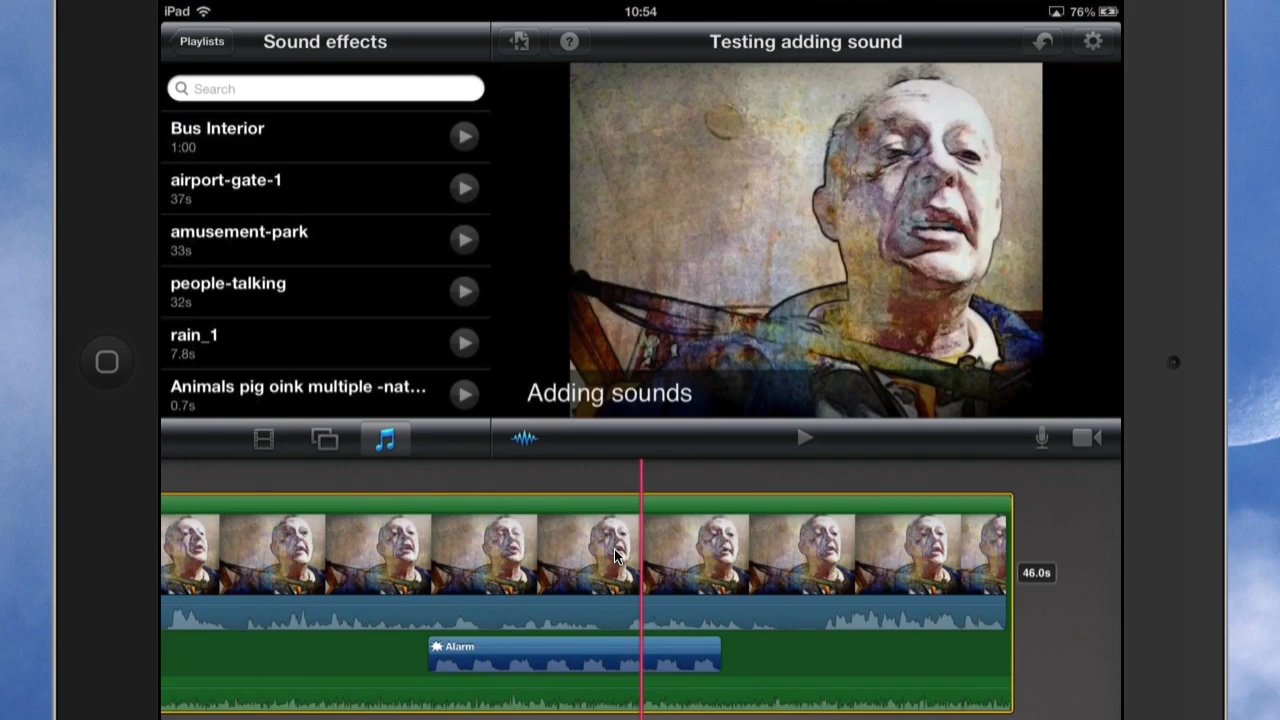 iPad 10:54 76%
Playlists Sound effects Testing adding sound
Search
Bus Interior
1:00
airport-gate-1
37s
amusement-park
33s
people-talking
32s
rain_1
7.8s
Animals pig oink multiple -nat...
0.7s
Adding sounds
46.0s
Alarm